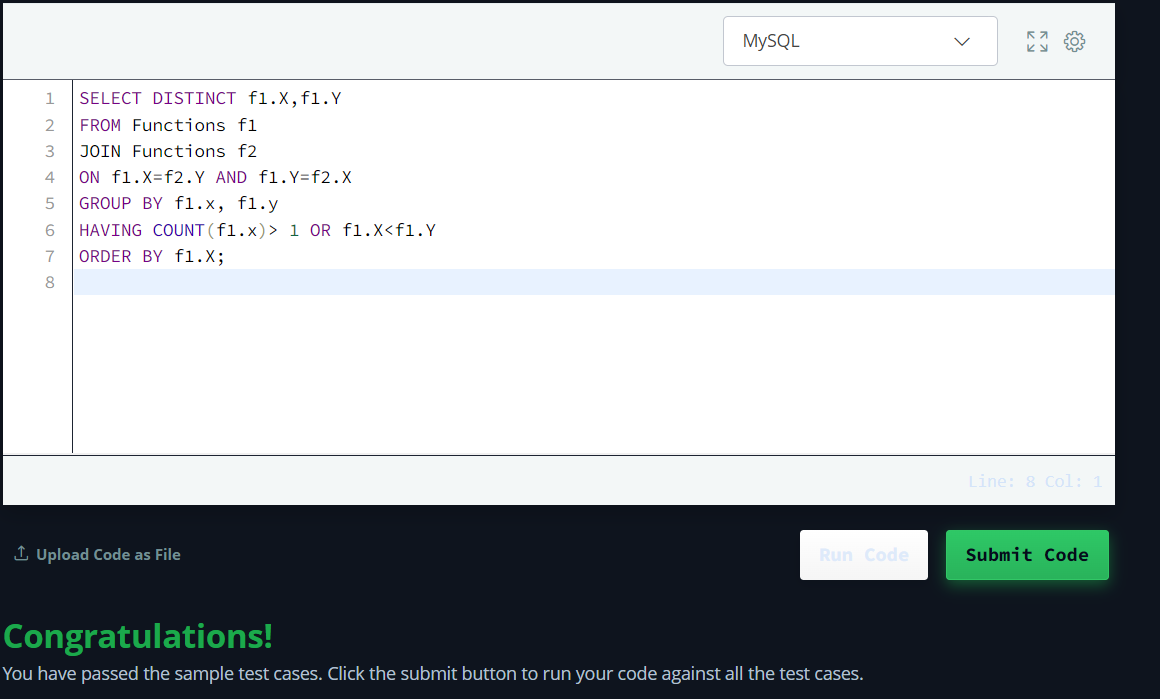 MySQL
1 SELECT DISTINCT f1.X,f1.Y
2 FROM Functions f1
3 JOIN Functions f2
4 ON f1.X=f2.Y AND f1.Y=f2.X
5 GROUP BY f1.x, f1.y
6 HAVING COUNT(f1.x)> 1 OR f1.X<f1.Y
7 ORDER BY f1.X;
8
Line: 8 Col: 1
Upload Code as File
Run Code
Submit Code
Congratulations!
You have passed the sample test cases. Click the submit button to run your code against all the test cases.